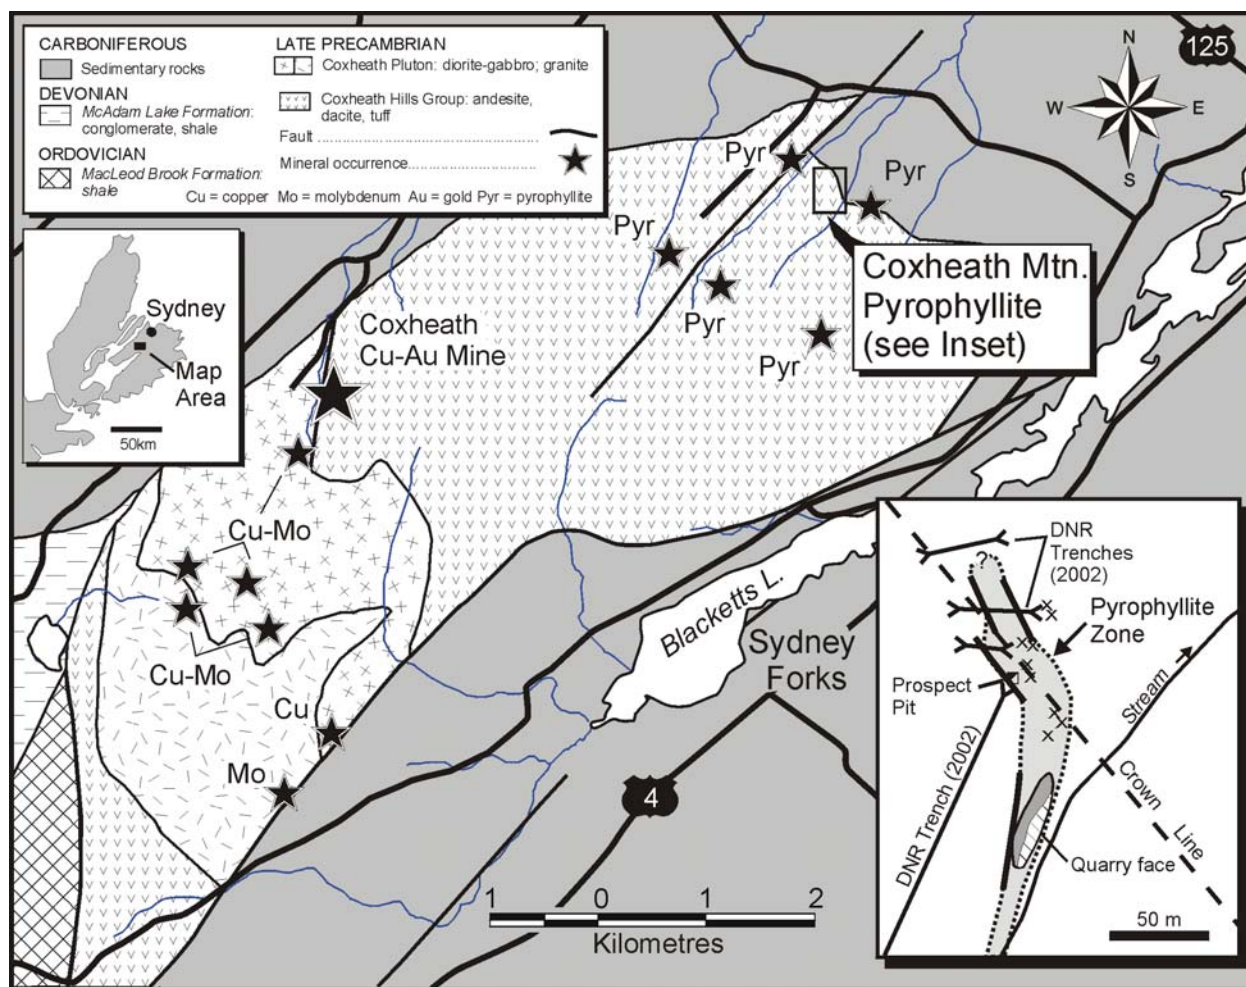 CARBONIFEROUS
Sedimentary rocks
DEVONIAN
McAdam Lake Formation:
conglomerate, shale
ORDOVICIAN
MacLeod Brook Formation:
shale
LATE PRECAMBRIAN
Coxheath Pluton: diorite-gabbro; granite
Coxheath Hills Group: andesite,
dacite, tuff
Fault
Mineral occurrence
Cu = copper Mo = molybdenum Au = gold Pyr = pyrophyllite
125
N
W E
S
Pyr
Pyr
Pyr
Pyr
Pyr
Coxheath Mtn.
Pyrophyllite
(see Inset)
Sydney
Map
Area
50km
Coxheath
Cu-Au Mine
Cu-Mo
Cu-Mo
Cu
Mo
Blacketts L.
Sydney
Forks
4
1 0 1 2
Kilometres
DNR
Trenches
(2002)
?
Pyrophyllite
Zone
Prospect
Pit
Stream
DNR Trench (2002)
Crown
Line
Quarry face
50 m